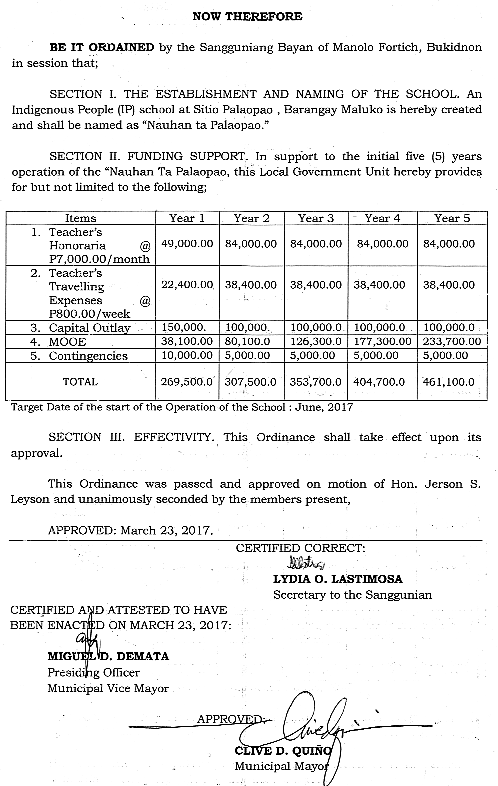 NOW THEREFORE
BE IT ORDAINED by the Sangguniang Bayan of Manolo Fortich, Bukidnon
in session that;
SECTION I. THE ESTABLISHMENT AND NAMING OF THE SCHOOL. An
Indigenous People (IP) school at Sitio Palaopao , Barangay Maluko is hereby created
and shall be named as “Nauhan ta Palaopao.”
SECTION II. FUNDING SUPPORT. In support to the initial five (5) years
operation of the “Nauhan Ta Palaopao, this Local Government Unit hereby provides
for but not limited to the following;
Items Year 1 Year 2 Year 3 Year 4 Year 5
1. Teacher's
Honoraria @
P7,000.00/month 49,000.00 84,000.00 84,000.00 84,000.00 84,000.00
2. Teacher's
Travelling
Expenses @
P800.00/week 22,400.00 38,400.00 38,400.00 38,400.00 38,400.00
3. Capital Outlay 150,000. 100,000. 100,000.0 100,000.0 100,000.0
4. MOOE 38,100.00 80,100.0 126,300.0 177,300.00 233,700.00
5. Contingencies 10,000.00 5,000.00 5,000.00 5,000.00 5,000.00
TOTAL 269,500.0 307,500.0 353,700.0 404,700.0 461,100.0
Target Date of the start of the Operation of the School : June, 2017
SECTION III. EFFECTIVITY. This Ordinance shall take effect upon its
approval.
This Ordinance was passed and approved on motion of Hon. Jerson S.
Leyson and unanimously seconded by the members present,
APPROVED: March 23, 2017.
CERTIFIED CORRECT:
LYDIA O. LASTIMOSA
Secretary to the Sanggunian
CERTIFIED AND ATTESTED TO HAVE
BEEN ENACTED ON MARCH 23, 2017:
MIGUEL D. DEMATA
Presiding Officer
Municipal Vice Mayor
APPROVED:
CLIVE D. QUIÑO
Municipal Mayor